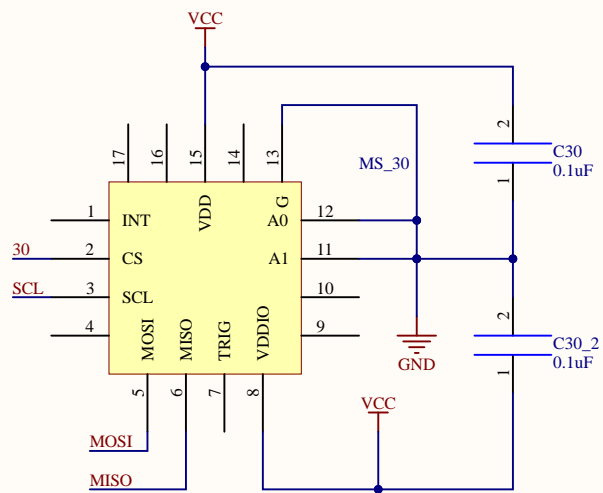 VCC
17
16
15
14
13
MS_30
2
C30
0.1uF
1
VDD
G
1
INT
A0
12
30
2
CS
A1
11
SCL
3
SCL
10
4
9
MOSI
MISO
TRIG
VDDIO
GND
2
C30_2
0.1uF
1
5
6
7
8
VCC
MOSI
MISO